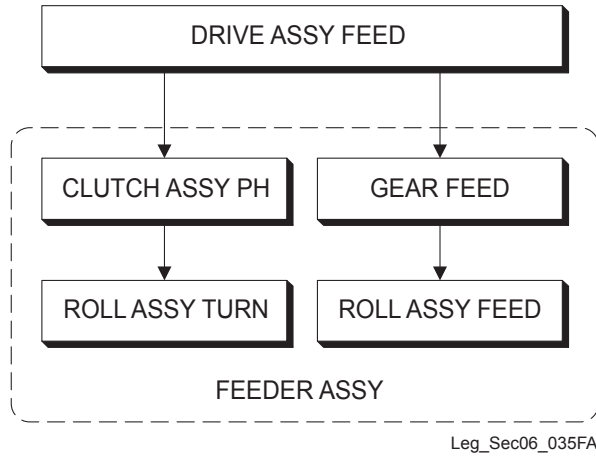 DRIVE ASSY FEED
CLUTCH ASSY PH
GEAR FEED
ROLL ASSY TURN
ROLL ASSY FEED
FEEDER ASSY
Leg_Sec06_035FA